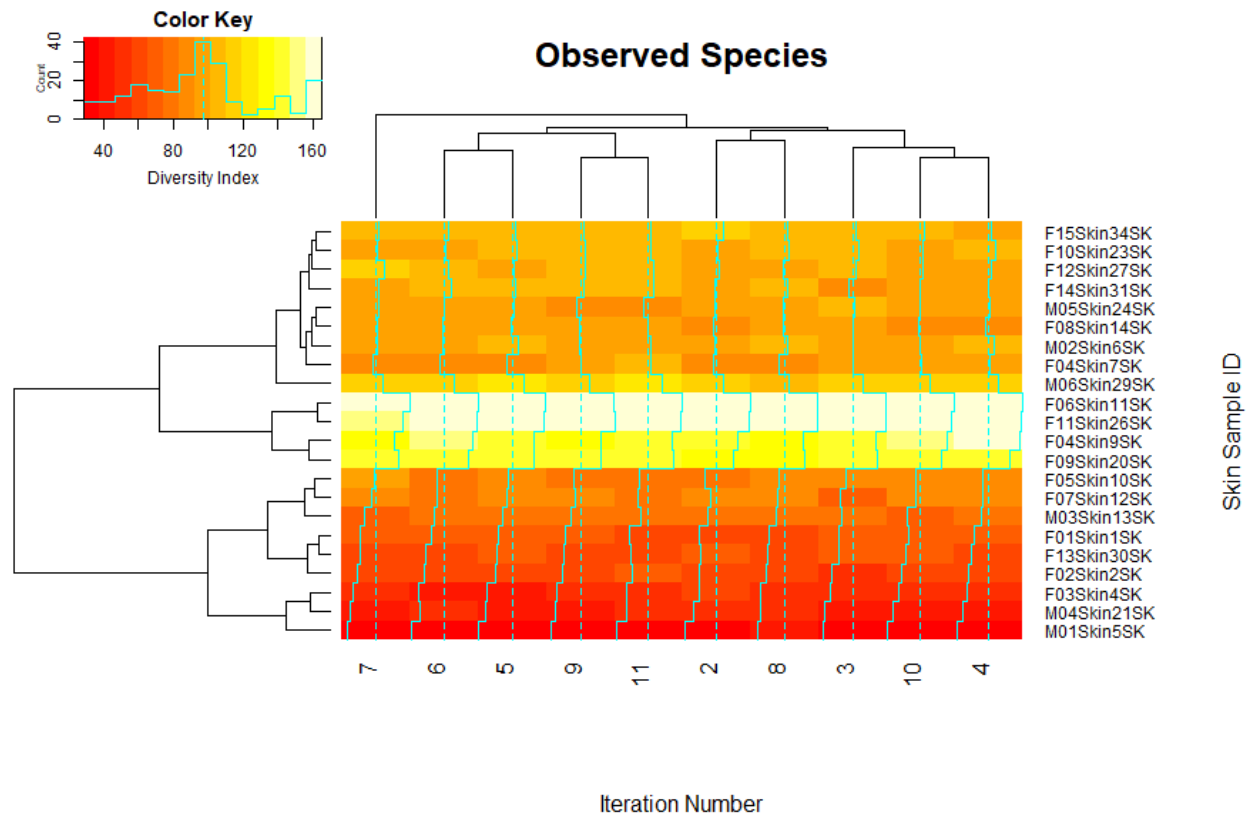 Color Key
Observed Species
Count
0 20 40
40 80 120 160
Diversity Index
F15Skin34SK
F10Skin23SK
F12Skin27SK
F14Skin31SK
M05Skin24SK
F08Skin14SK
M02Skin6SK
F04Skin7SK
M06Skin29SK
F06Skin11SK
F11Skin26SK
F04Skin9SK
F09Skin20SK
F05Skin10SK
F07Skin12SK
M03Skin13SK
F01Skin1SK
F13Skin30SK
F02Skin2SK
F03Skin4SK
M04Skin21SK
M01Skin5SK
Skin Sample ID
7 6 5 9 11 2 8 3 10 4
Iteration Number